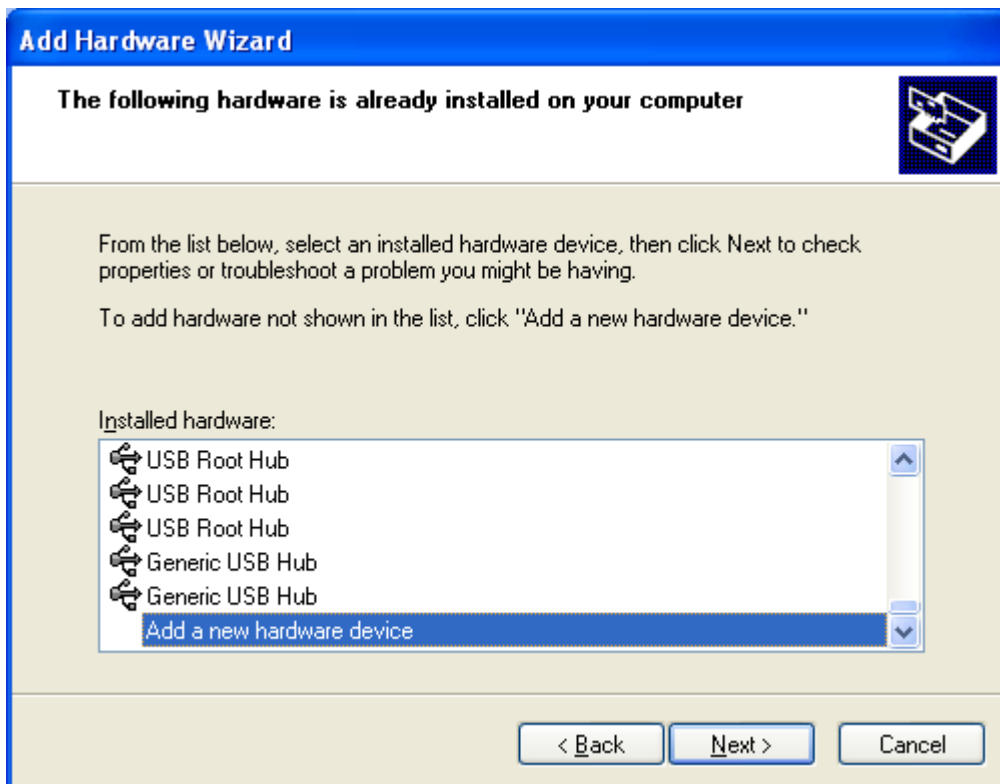 Add Hardware Wizard
The following hardware is already installed on your computer
From the list below, select an installed hardware device, then click Next to check
properties or troubleshoot a problem you might be having.
To add hardware not shown in the list, click "Add a new hardware device."
Installed hardware:
USB Root Hub
USB Root Hub
USB Root Hub
Generic USB Hub
Generic USB Hub
Add a new hardware device
< Back
Next >
Cancel